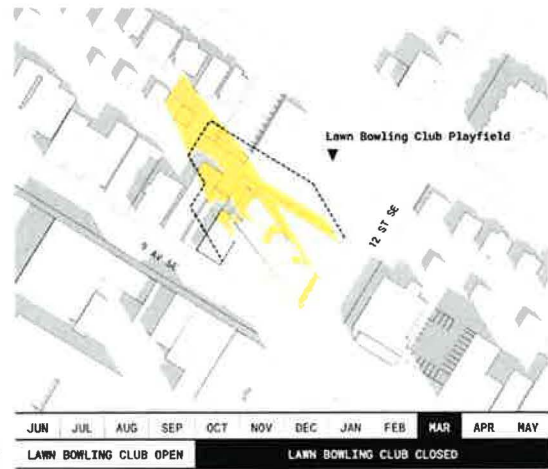 Lawn Bowling Club Playfield
12 ST SE
9 AV SE
JUN JUL AUG SEP OCT NOV DEC JAN FEB MAR APR MAY
LAWN BOWLING CLUB OPEN LAWN BOWLING CLUB CLOSED